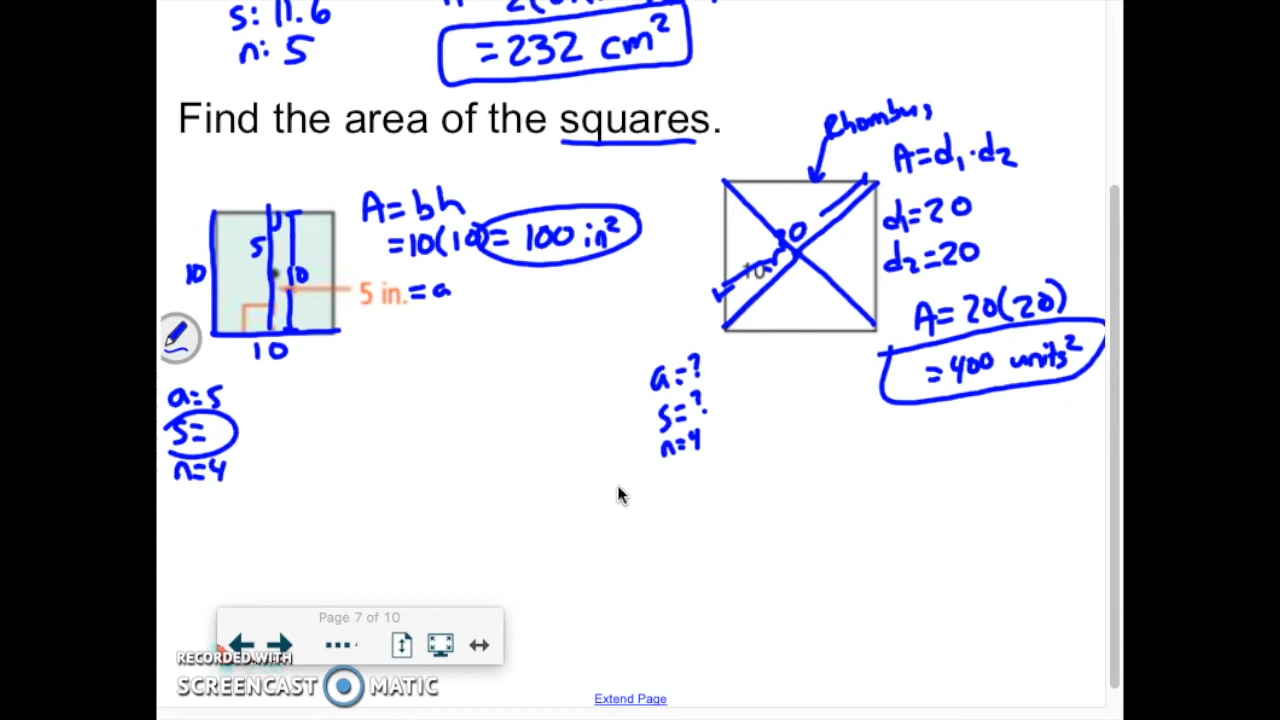 s: 11.6
n: 5
= 232 cm²
Find the area of the squares.
Rhombus
A = bh
= 10(10) = 100 in²
5
10
10
5 in. = a
10
a = 5
s =
n = 4
A = d₁ · d₂
d₁ = 20
d₂ = 20
20
10
A = 20(20)
= 400 units²
a = ?
s = ?
n = 4
Page 7 of 10
RECORDED WITH
SCREENCAST MATIC
Extend Page